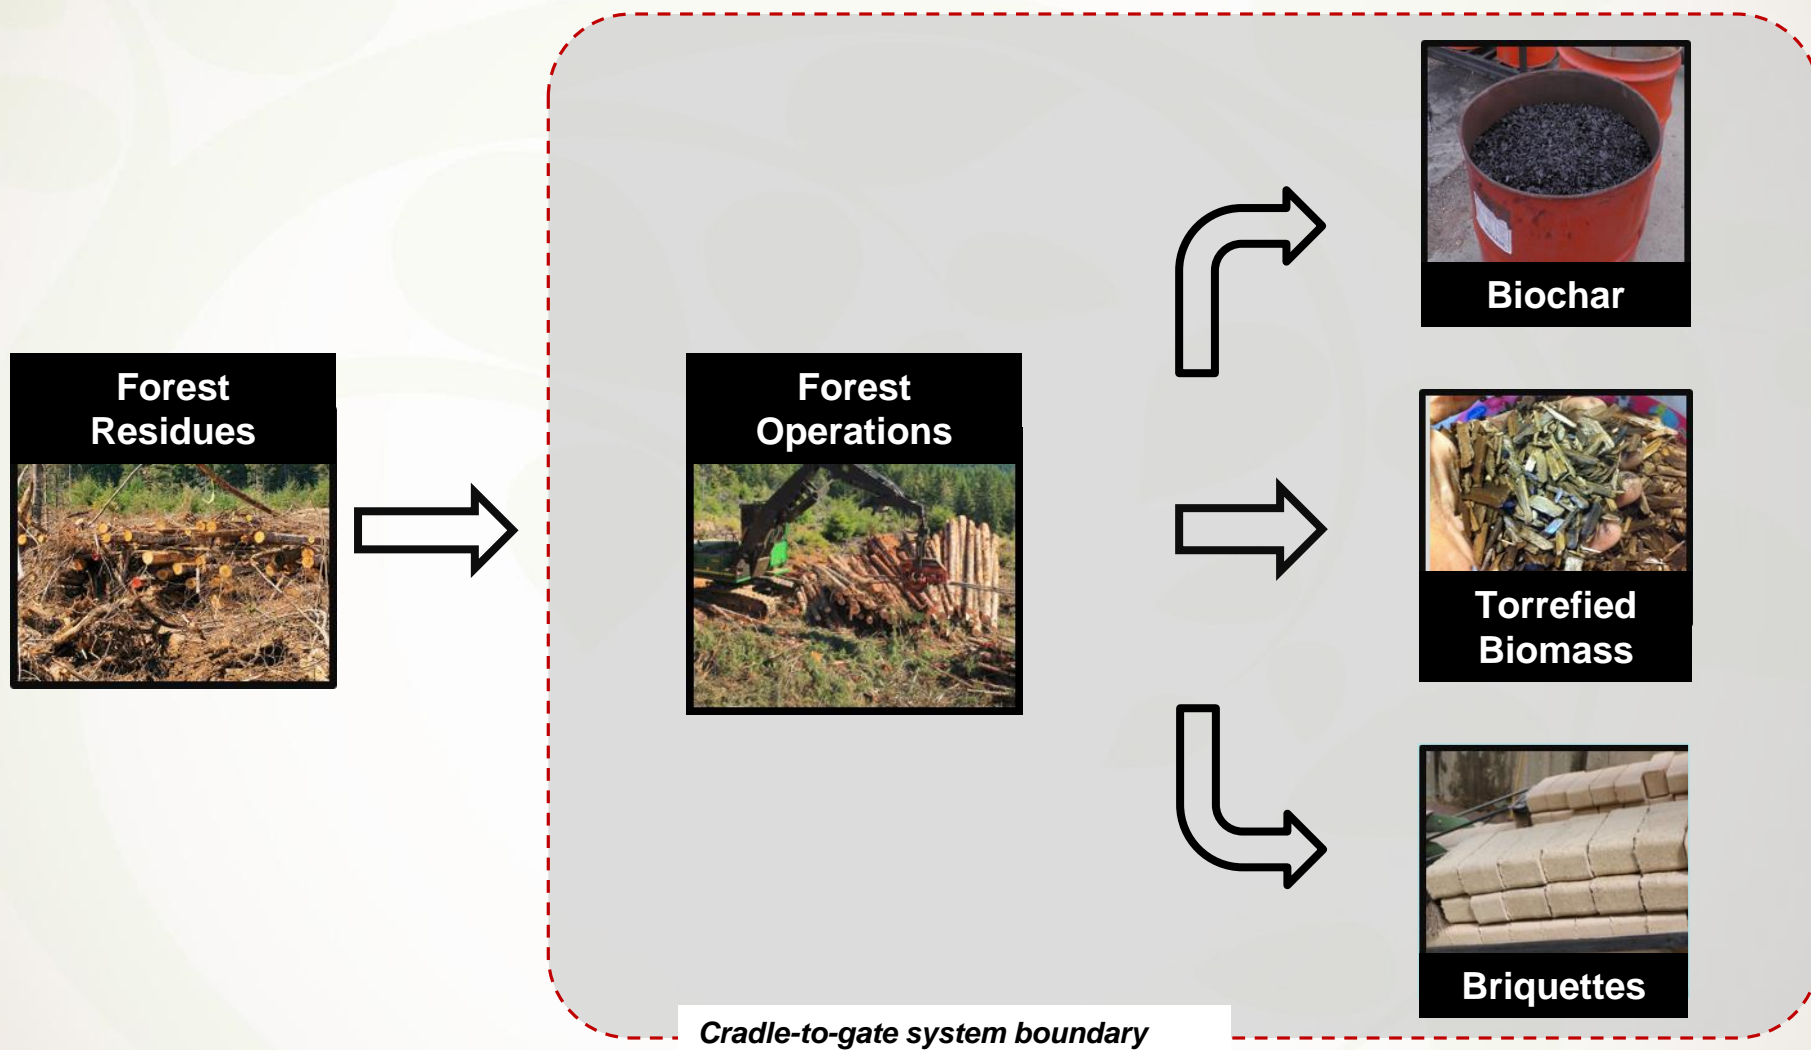 Forest
Residues
Forest
Operations
Biochar
Torrefied
Biomass
Briquettes
Cradle-to-gate system boundary